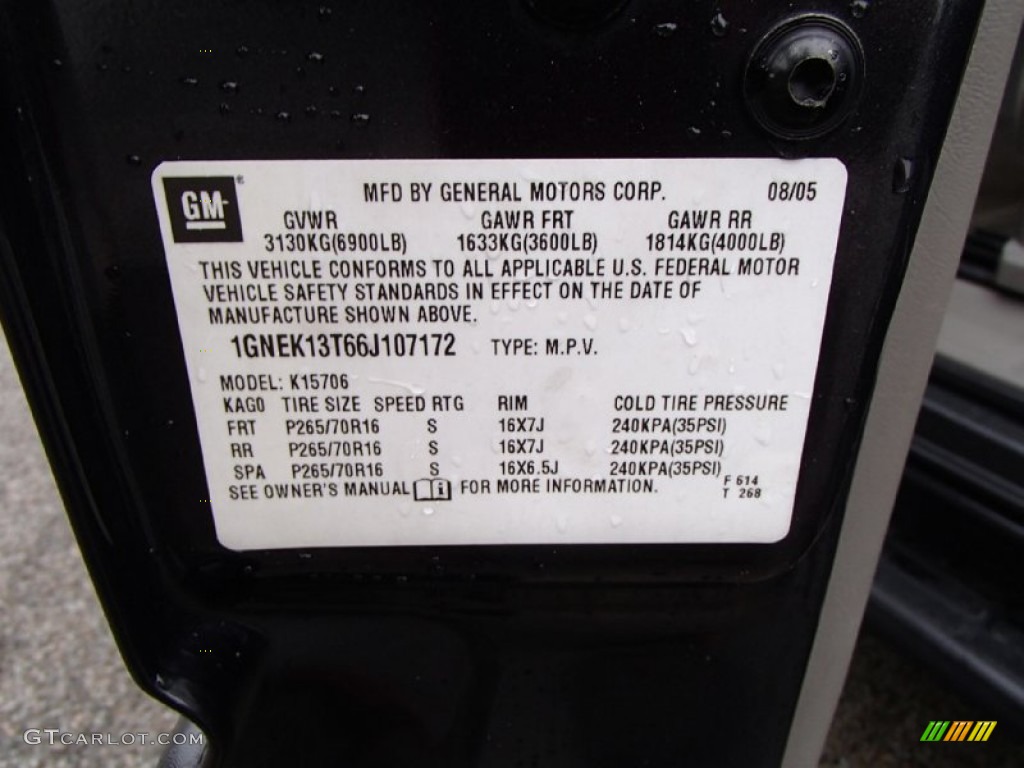 GM®
MFD BY GENERAL MOTORS CORP. 08/05
GVWR GAWR FRT GAWR RR
3130KG(6900LB) 1633KG(3600LB) 1814KG(4000LB)
THIS VEHICLE CONFORMS TO ALL APPLICABLE U.S. FEDERAL MOTOR
VEHICLE SAFETY STANDARDS IN EFFECT ON THE DATE OF
MANUFACTURE SHOWN ABOVE.
1GNEK13T66J107172 TYPE: M.P.V.
MODEL: K15706
KAG0 TIRE SIZE SPEED RTG RIM COLD TIRE PRESSURE
FRT P265/70R16 S 16X7J 240KPA(35PSI)
RR P265/70R16 S 16X7J 240KPA(35PSI)
SPA P265/70R16 S 16X6.5J 240KPA(35PSI)
SEE OWNER'S MANUAL i FOR MORE INFORMATION. F 614
T 268
GTCARLOT.COM